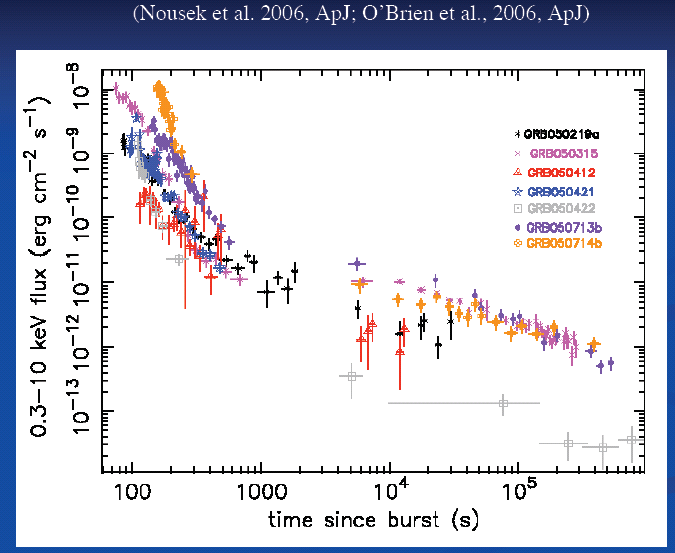 (Nousek et al. 2006, ApJ; O'Brien et al., 2006, ApJ)
0.3−10 keV flux (erg cm⁻² s⁻¹)
10⁻⁸
10⁻⁹
10⁻¹⁰
10⁻¹¹
10⁻¹²
10⁻¹³
GRB050219a
GRB050315
GRB050412
GRB050421
GRB050422
GRB050713b
GRB050714b
100 1000 10⁴ 10⁵
time since burst (s)